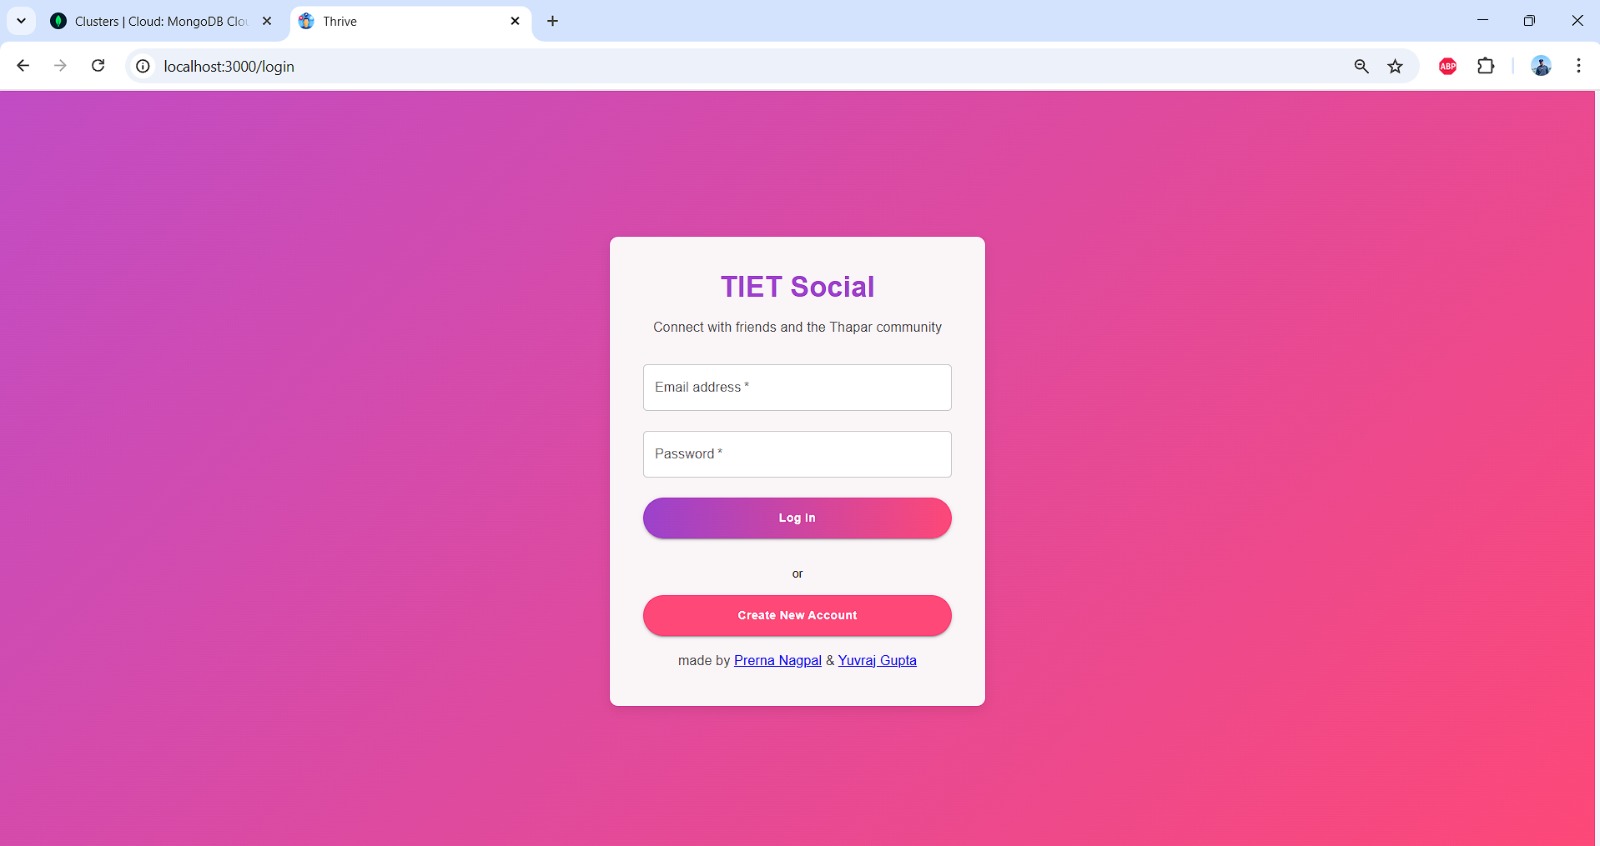 Clusters | Cloud: MongoDB Clo
Thrive
localhost:3000/login
ABP
TIET Social
Connect with friends and the Thapar community
Email address *
Password *
Log In
or
Create New Account
made by Prerna Nagpal & Yuvraj Gupta